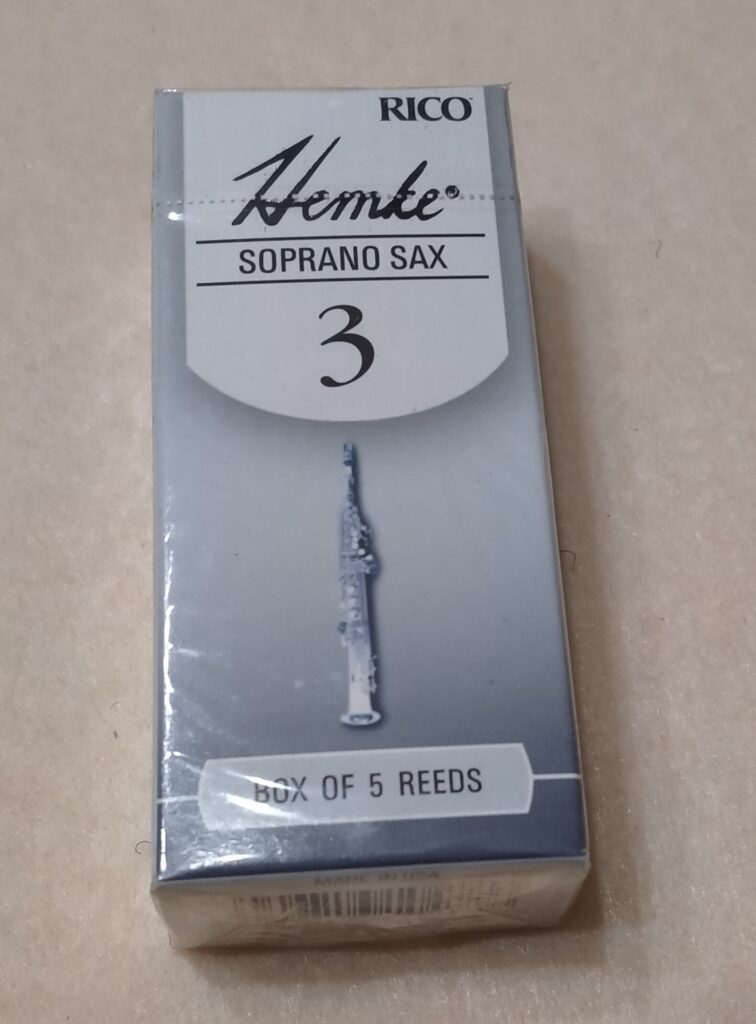 RICO
Hemke®
SOPRANO SAX
3
BOX OF 5 REEDS
MADE IN USA